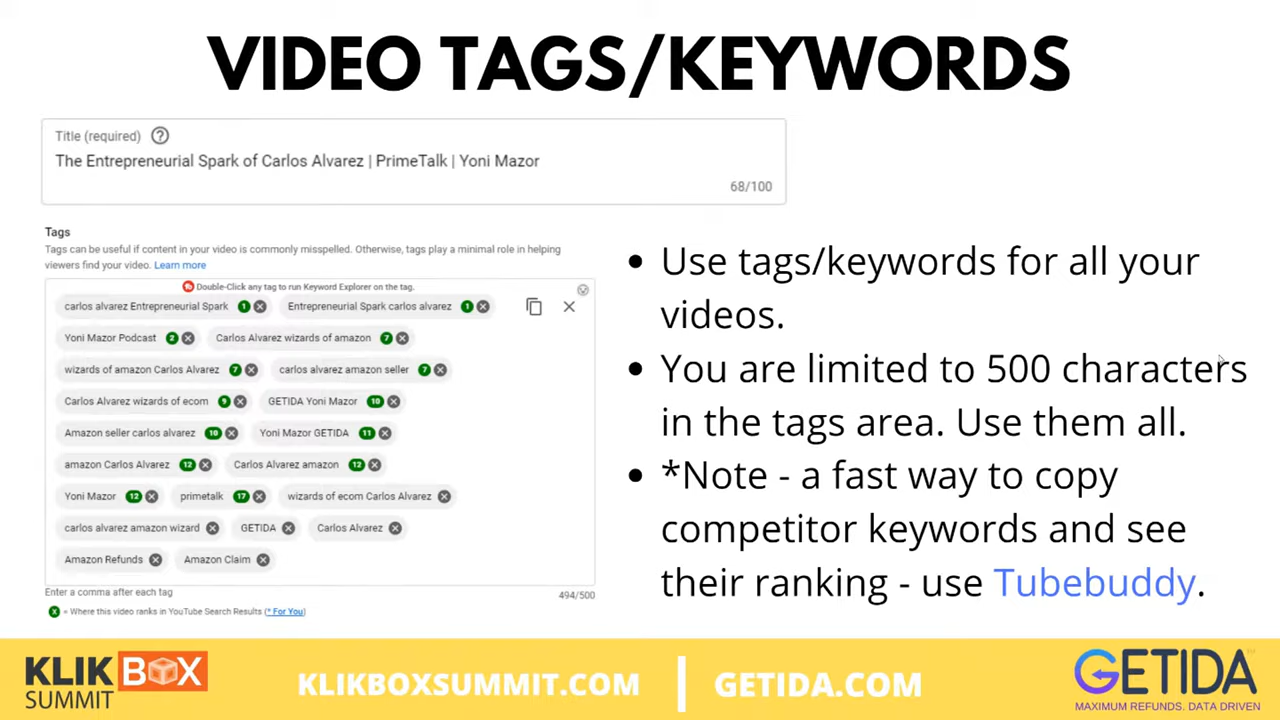 VIDEO TAGS/KEYWORDS
Title (required) ?
The Entrepreneurial Spark of Carlos Alvarez | PrimeTalk | Yoni Mazor
68/100
Tags
Tags can be useful if content in your video is commonly misspelled. Otherwise, tags play a minimal role in helping
viewers find your video. Learn more
Double-Click any tag to run Keyword Explorer on the tag.
carlos alvarez Entrepreneurial Spark 1 Entrepreneurial Spark carlos alvarez 1
Yoni Mazor Podcast 2 Carlos Alvarez wizards of amazon 7
wizards of amazon Carlos Alvarez 7 carlos alvarez amazon seller 7
Carlos Alvarez wizards of ecom 9 GETIDA Yoni Mazor 10
Amazon seller carlos alvarez 10 Yoni Mazor GETIDA 11
amazon Carlos Alvarez 12 Carlos Alvarez amazon 12
Yoni Mazor 12 primetalk 17 wizards of ecom Carlos Alvarez
carlos alvarez amazon wizard GETIDA Carlos Alvarez
Amazon Refunds Amazon Claim
Enter a comma after each tag
494/500
x = Where this video ranks in YouTube Search Results (* For You)
• Use tags/keywords for all your
videos.
• You are limited to 500 characters
in the tags area. Use them all.
• *Note - a fast way to copy
competitor keywords and see
their ranking - use Tubebuddy.
KLIK BOX
SUMMIT
KLIKBOXSUMMIT.COM | GETIDA.COM
GETIDA
MAXIMUM REFUNDS. DATA DRIVEN